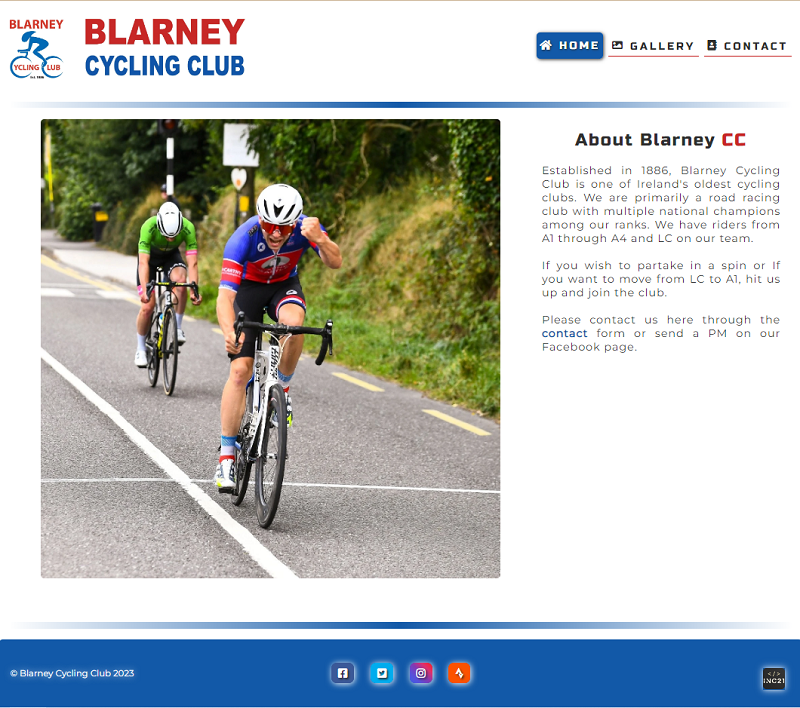 BLARNEY
CYCLING CLUB
BLARNEY
CYCLING CLUB
HOME
GALLERY
CONTACT
About Blarney CC
Established in 1886, Blarney Cycling
Club is one of Ireland's oldest cycling
clubs. We are primarily a road racing
club with multiple national champions
among our ranks. We have riders from
A1 through A4 and LC on our team.
If you wish to partake in a spin or If
you want to move from LC to A1, hit us
up and join the club.
Please contact us here through the
contact form or send a PM on our
Facebook page.
© Blarney Cycling Club 2023